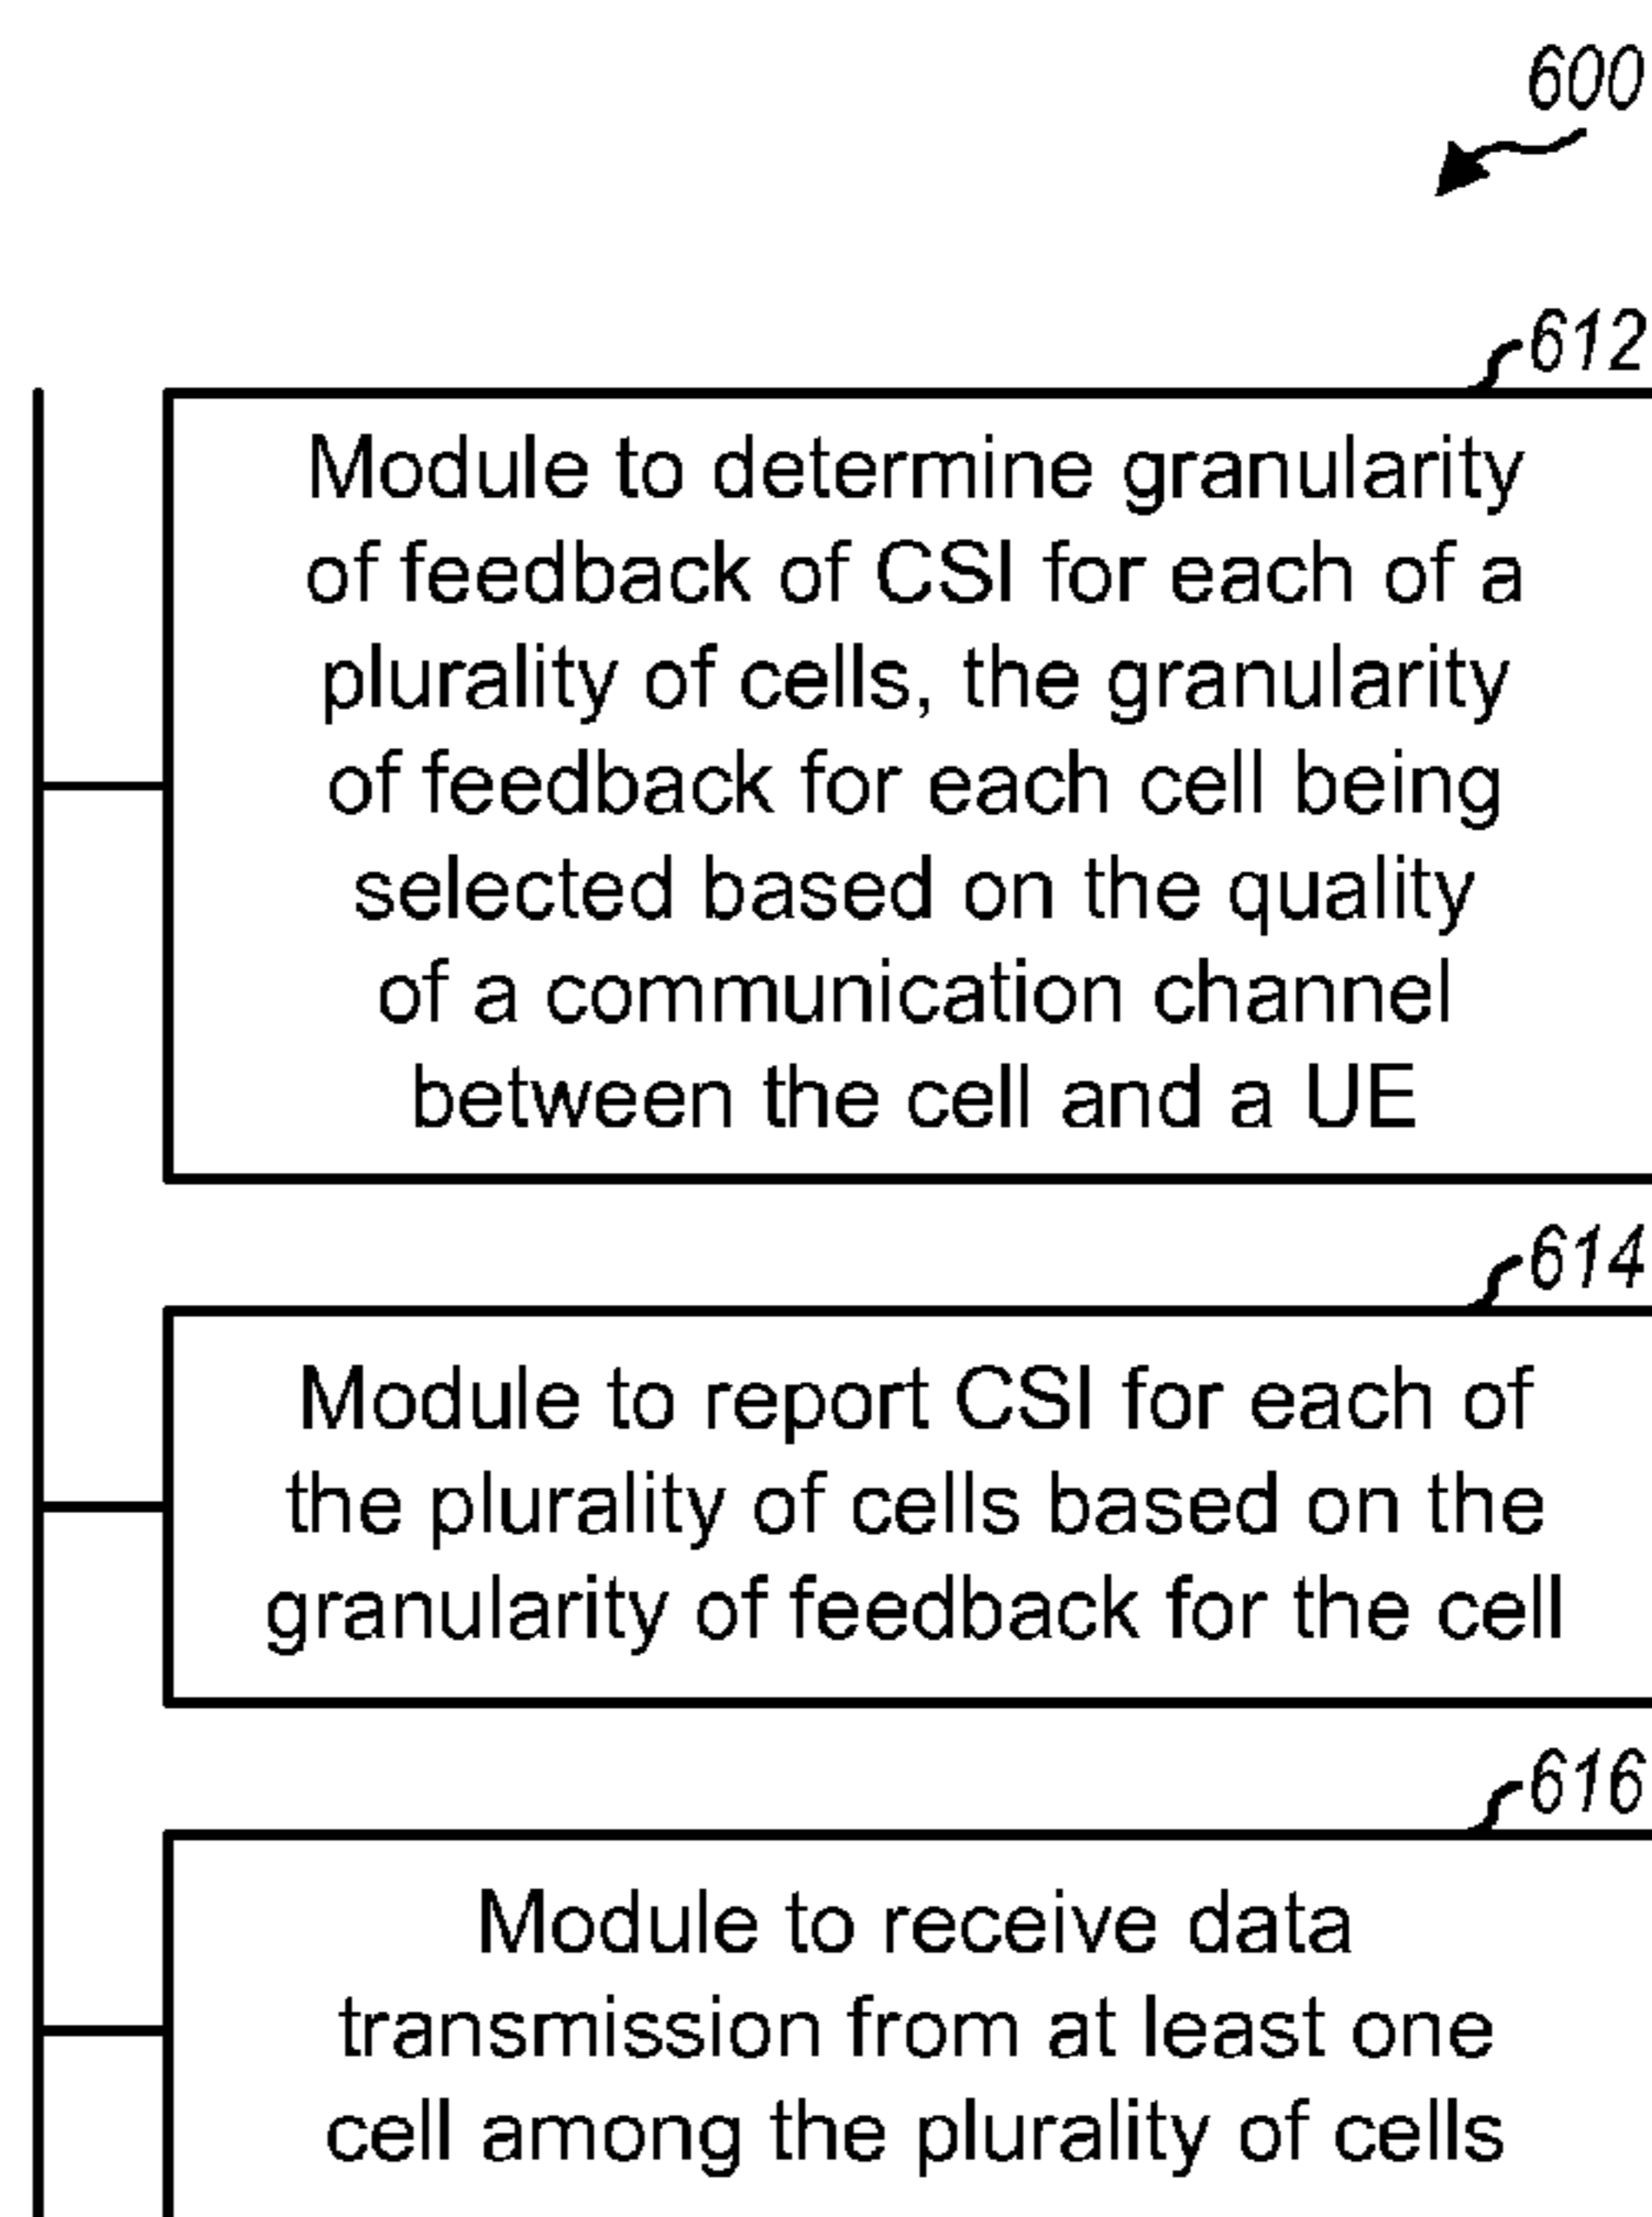 600
612
Module to determine granularity
of feedback of CSI for each of a
plurality of cells, the granularity
of feedback for each cell being
selected based on the quality
of a communication channel
between the cell and a UE
614
Module to report CSI for each of
the plurality of cells based on the
granularity of feedback for the cell
616
Module to receive data
transmission from at least one
cell among the plurality of cells